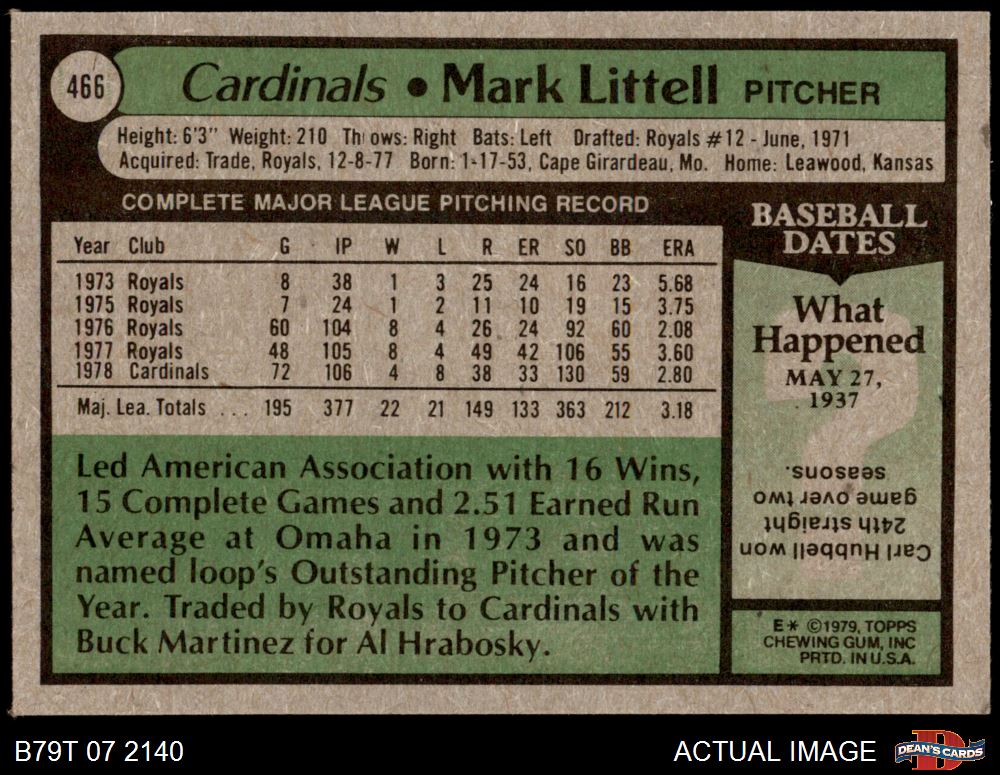 466
Cardinals • Mark Littell PITCHER
Height: 6'3" Weight: 210 Throws: Right Bats: Left Drafted: Royals #12 - June, 1971
Acquired: Trade, Royals, 12-8-77 Born: 1-17-53, Cape Girardeau, Mo. Home: Leawood, Kansas
COMPLETE MAJOR LEAGUE PITCHING RECORD
Year Club G IP W L R ER SO BB ERA
1973 Royals 8 38 1 3 25 24 16 23 5.68
1975 Royals 7 24 1 2 11 10 19 15 3.75
1976 Royals 60 104 8 4 26 24 92 60 2.08
1977 Royals 48 105 8 4 49 42 106 55 3.60
1978 Cardinals 72 106 4 8 38 33 130 59 2.80
Maj. Lea. Totals ... 195 377 22 21 149 133 363 212 3.18
Led American Association with 16 Wins,
15 Complete Games and 2.51 Earned Run
Average at Omaha in 1973 and was
named loop's Outstanding Pitcher of the
Year. Traded by Royals to Cardinals with
Buck Martinez for Al Hrabosky.
BASEBALL
DATES
What
Happened
MAY 27,
1937
Carl Hubbell won
24th straight
game over two
seasons.
E* ©1979, TOPPS
CHEWING GUM, INC
PRTD. IN U.S.A.
B79T 07 2140
ACTUAL IMAGE
DEAN'S CARDS